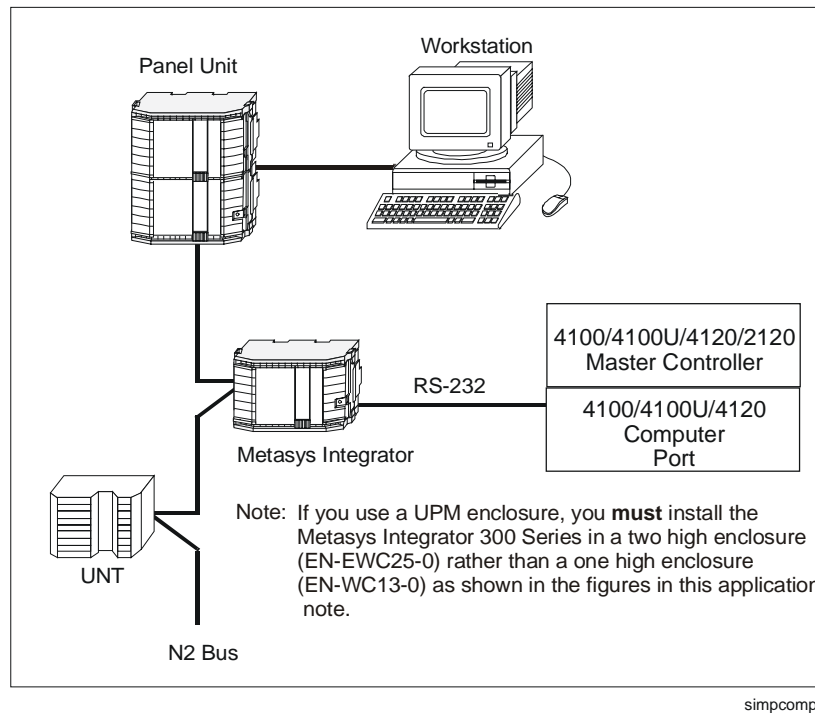 Workstation
Panel Unit
4100/4100U/4120/2120
Master Controller
RS-232
4100/4100U/4120
Computer
Port
Metasys Integrator
Note: If you use a UPM enclosure, you must install the
Metasys Integrator 300 Series in a two high enclosure
(EN-EWC25-0) rather than a one high enclosure
(EN-WC13-0) as shown in the figures in this application
note.
UNT
N2 Bus
simpcomp